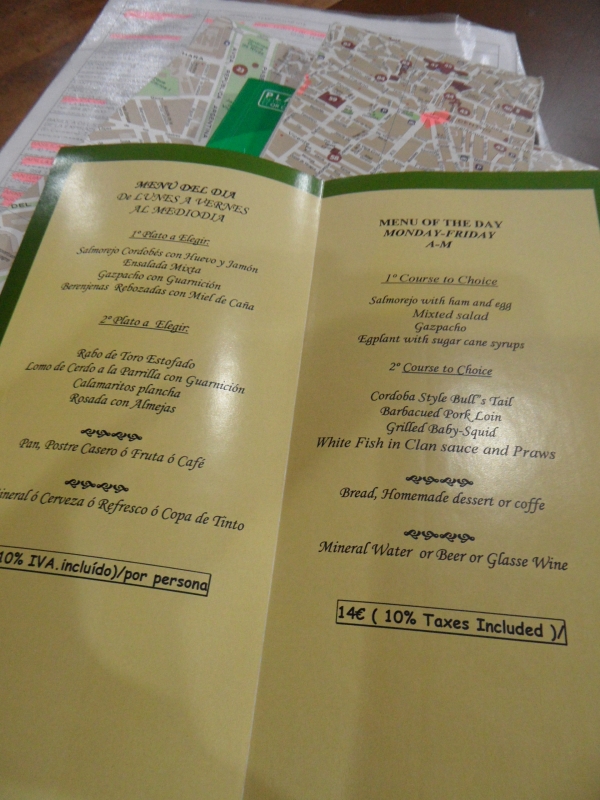 MENÚ DEL DIA
De LUNES A VERNES
AL MEDIODIA
1º Plato a Elegir:
Salmorejo Cordobés con Huevo y Jamón
Ensalada Mixta
Gazpacho con Guarnición
Berenjenas Rebozadas con Miel de Caña
2º Plato a Elegir:
Rabo de Toro Estofado
Lomo de Cerdo a la Parrilla con Guarnición
Calamaritos plancha
Rosada con Almejas
Pan, Postre Casero ó Fruta ó Café
ineral ó Cerveza ó Refresco ó Copa de Tinto
10% IVA.incluído)/por persona
MENU OF THE DAY
MONDAY-FRIDAY
A-M
1º Course to Choice
Salmorejo with ham and egg
Mixted salad
Gazpacho
Eggplant with sugar cane syrups
2º Course to Choice
Cordoba Style Bull"s Tail
Barbacued Pork Loin
Grilled Baby-Squid
White Fish in Clan sauce and Praws
Bread, Homemade dessert or coffe
Mineral Water or Beer or Glasse Wine
14€ ( 10% Taxes Included )/